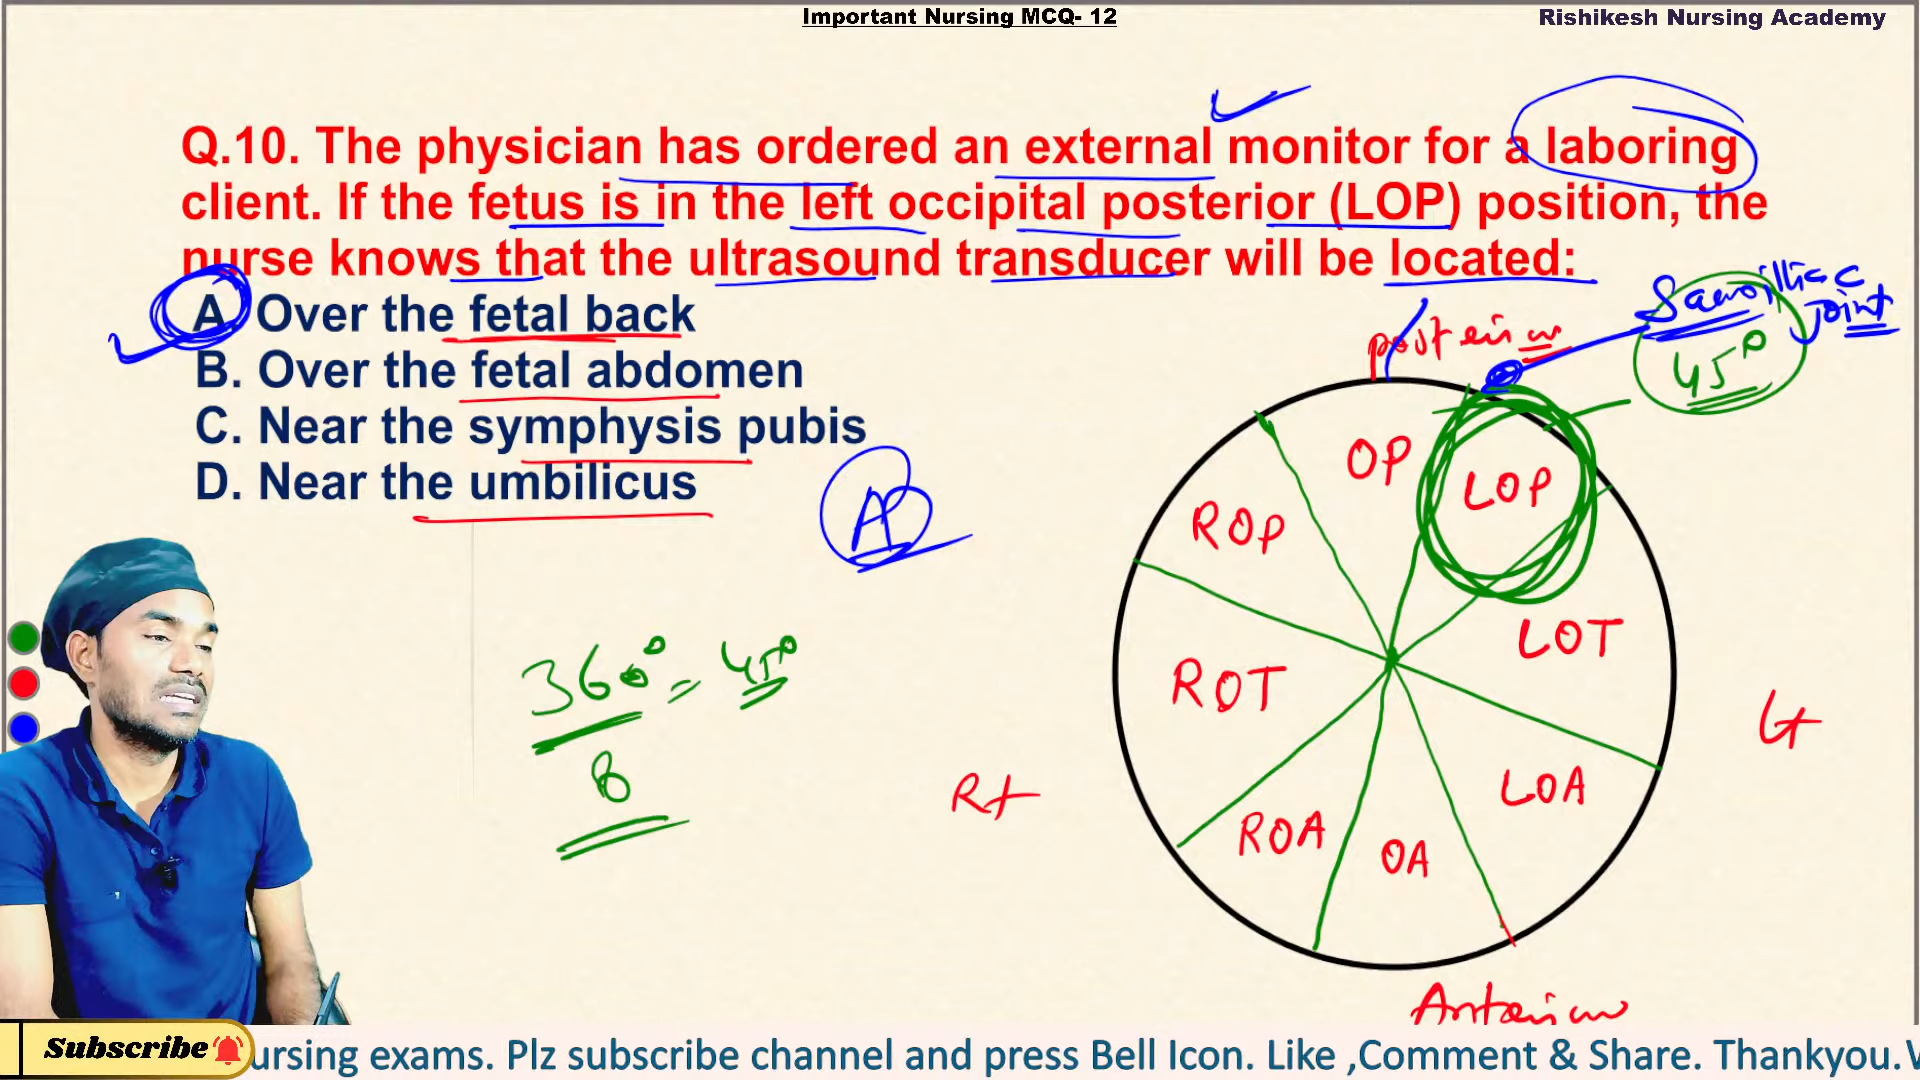 Important Nursing MCQ- 12
Rishikesh Nursing Academy
Q.10. The physician has ordered an external monitor for a laboring
client. If the fetus is in the left occipital posterior (LOP) position, the
nurse knows that the ultrasound transducer will be located:
A. Over the fetal back
B. Over the fetal abdomen
C. Near the symphysis pubis
D. Near the umbilicus
posterior
Sacroilliac
Joint
45°
OP
LOP
ROP
LOT
ROT
LOA
ROA
OA
Rt
Lt
360° = 45°
8
Anterior
Subscribe
ursing exams. Plz subscribe channel and press Bell Icon. Like ,Comment & Share. Thankyou.